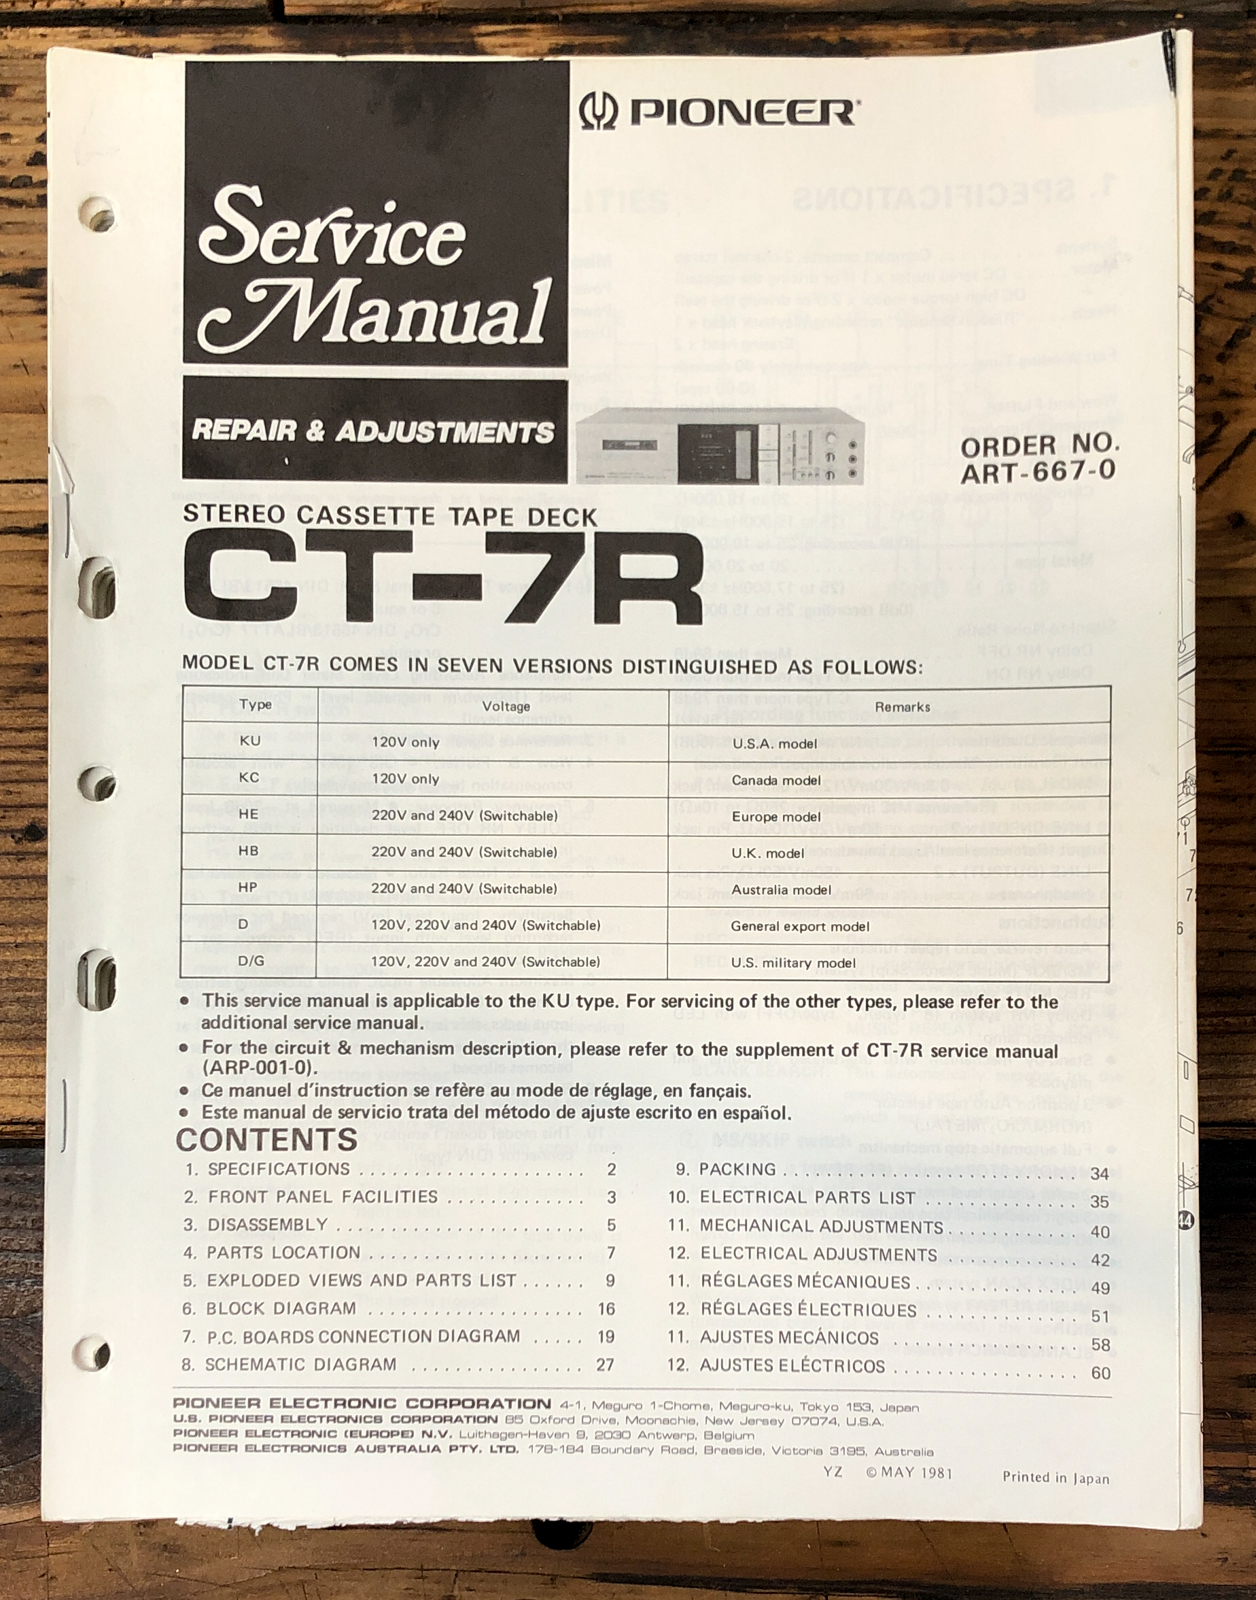 PIONEER
Service
Manual
REPAIR & ADJUSTMENTS
ORDER NO.
ART-667-0
STEREO CASSETTE TAPE DECK
CT-7R
MODEL CT-7R COMES IN SEVEN VERSIONS DISTINGUISHED AS FOLLOWS:
Type Voltage Remarks
KU 120V only U.S.A. model
KC 120V only Canada model
HE 220V and 240V (Switchable) Europe model
HB 220V and 240V (Switchable) U.K. model
HP 220V and 240V (Switchable) Australia model
D 120V, 220V and 240V (Switchable) General export model
D/G 120V, 220V and 240V (Switchable) U.S. military model
● This service manual is applicable to the KU type. For servicing of the other types, please refer to the
additional service manual.
● For the circuit & mechanism description, please refer to the supplement of CT-7R service manual
(ARP-001-0).
● Ce manuel d'instruction se refère au mode de réglage, en fançais.
● Este manual de servicio trata del método de ajuste escrito en español.
CONTENTS
1. SPECIFICATIONS . . . . . . . . . . . . . . . . . . . . 2
2. FRONT PANEL FACILITIES . . . . . . . . . . . . 3
3. DISASSEMBLY . . . . . . . . . . . . . . . . . . . . . . 5
4. PARTS LOCATION . . . . . . . . . . . . . . . . . . . 7
5. EXPLODED VIEWS AND PARTS LIST . . . . . . 9
6. BLOCK DIAGRAM . . . . . . . . . . . . . . . . . . . 16
7. P.C. BOARDS CONNECTION DIAGRAM . . . . . 19
8. SCHEMATIC DIAGRAM . . . . . . . . . . . . . . . 27
9. PACKING . . . . . . . . . . . . . . . . . . . . . . . . . . 34
10. ELECTRICAL PARTS LIST . . . . . . . . . . . . . . 35
11. MECHANICAL ADJUSTMENTS . . . . . . . . . . . 40
12. ELECTRICAL ADJUSTMENTS . . . . . . . . . . . . 42
11. RÉGLAGES MÉCANIQUES . . . . . . . . . . . . . . 49
12. RÉGLAGES ÉLECTRIQUES . . . . . . . . . . . . . . 51
11. AJUSTES MECÁNICOS . . . . . . . . . . . . . . . . 58
12. AJUSTES ELÉCTRICOS . . . . . . . . . . . . . . . . 60
PIONEER ELECTRONIC CORPORATION 4-1, Meguro 1-Chome, Meguro-ku, Tokyo 153, Japan
U.S. PIONEER ELECTRONICS CORPORATION 85 Oxford Drive, Moonachie, New Jersey 07074, U.S.A.
PIONEER ELECTRONIC (EUROPE) N.V. Luithagen-Haven 9, 2030 Antwerp, Belgium
PIONEER ELECTRONICS AUSTRALIA PTY. LTD. 178-184 Boundary Road, Braeside, Victoria 3195, Australia
YZ © MAY 1981 Printed in Japan
44